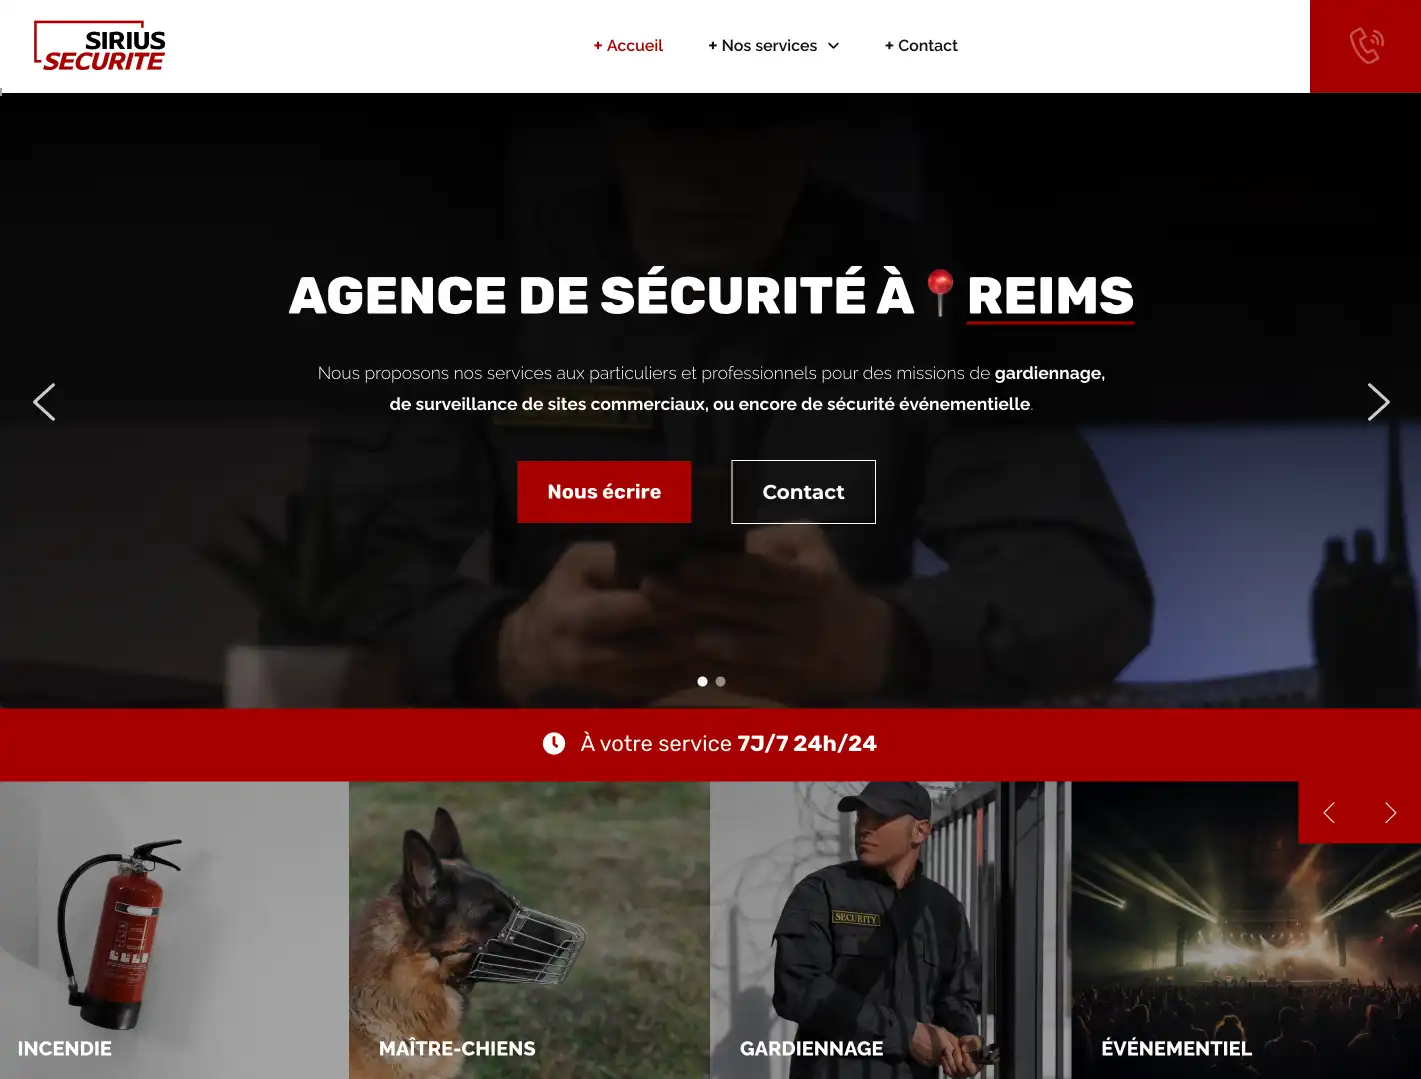 SIRIUS
SECURITE
+ Accueil
+ Nos services
+ Contact
AGENCE DE SÉCURITÉ À 📍 REIMS
Nous proposons nos services aux particuliers et professionnels pour des missions de gardiennage,
de surveillance de sites commerciaux, ou encore de sécurité événementielle.
Nous écrire
Contact
À votre service 7J/7 24h/24
SECURITY
INCENDIE
MAÎTRE-CHIENS
GARDIENNAGE
ÉVÉNEMENTIEL